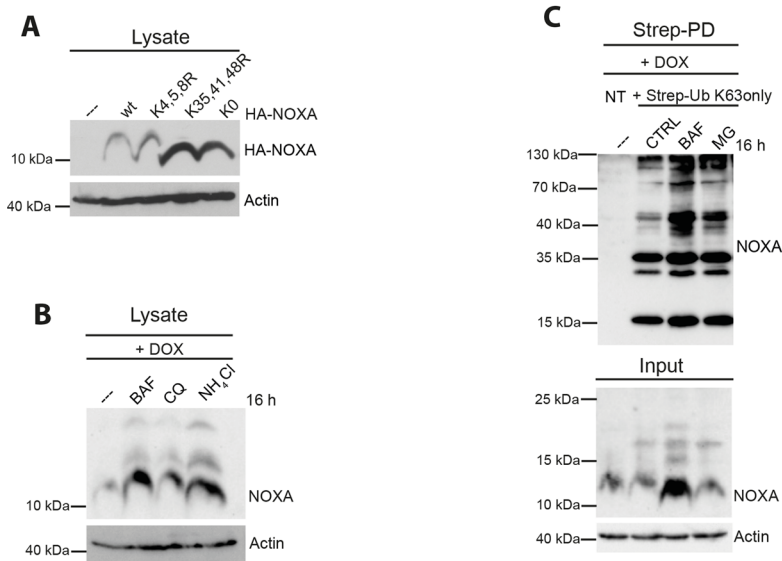 A
Lysate
--- wt K4,5,8R K35,41,48R K0 HA-NOXA
10 kDa HA-NOXA
40 kDa Actin
B
Lysate
+ DOX
--- BAF CQ NH4Cl 16 h
10 kDa NOXA
40 kDa Actin
C
Strep-PD
+ DOX
NT + Strep-Ub K63only
--- CTRL BAF MG 16 h
130 kDa
70 kDa
40 kDa
NOXA
35 kDa
15 kDa
Input
25 kDa
15 kDa
NOXA
10 kDa
40 kDa Actin